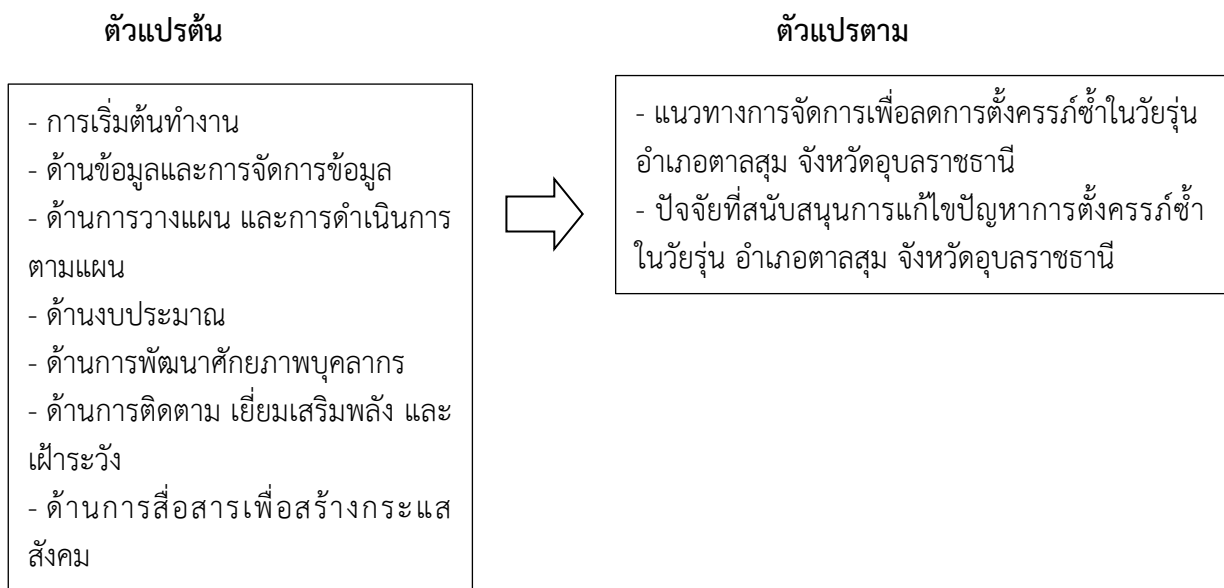 ตัวแปรต้น
- การเริ่มต้นทำงาน
- ด้านข้อมูลและการจัดการข้อมูล
- ด้านการวางแผน และการดำเนินการ
ตามแผน
- ด้านงบประมาณ
- ด้านการพัฒนาศักยภาพบุคลากร
- ด้านการติดตาม เยี่ยมเสริมพลัง และ
เฝ้าระวัง
- ด้านการสื่อสารเพื่อสร้างกระแส
สังคม
ตัวแปรตาม
- แนวทางการจัดการเพื่อลดการตั้งครรภ์ซ้ำในวัยรุ่น
อำเภอตาลสุม จังหวัดอุบลราชธานี
- ปัจจัยที่สนับสนุนการแก้ไขปัญหาการตั้งครรภ์ซ้ำ
ในวัยรุ่น อำเภอตาลสุม จังหวัดอุบลราชธานี